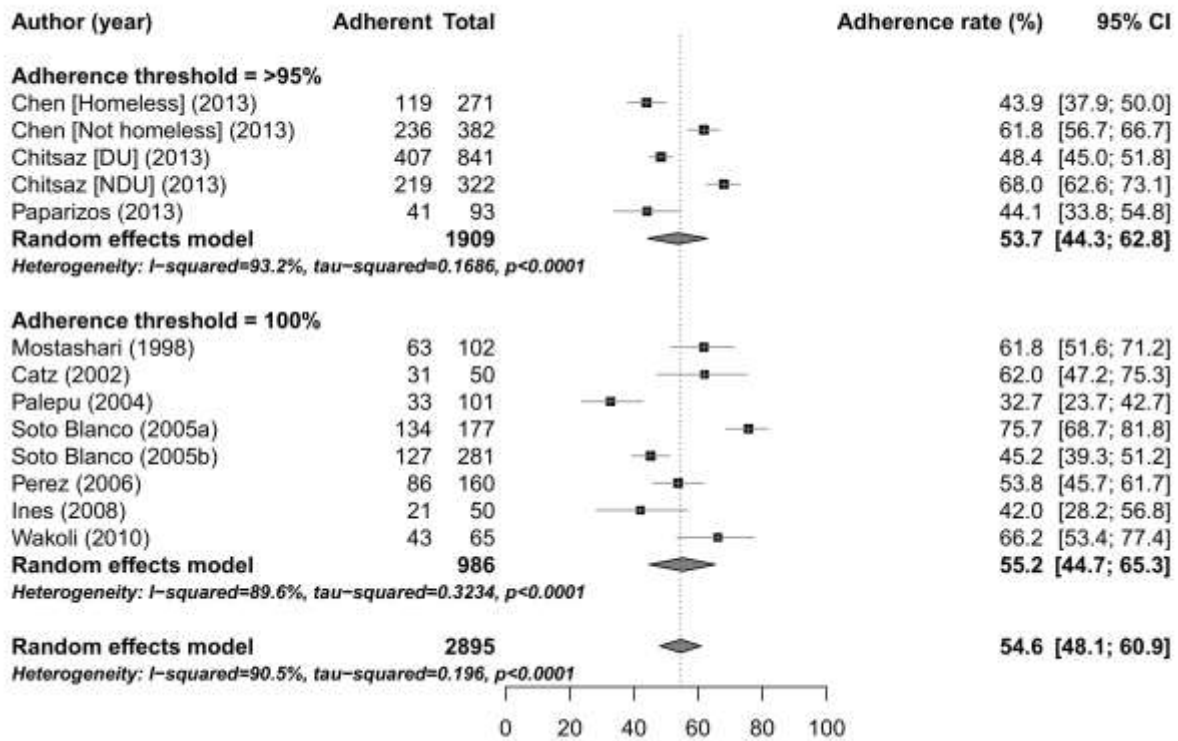 Author (year) Adherent Total Adherence rate (%) 95% CI
Adherence threshold = >95%
Chen [Homeless] (2013) 119 271 43.9 [37.9; 50.0]
Chen [Not homeless] (2013) 236 382 61.8 [56.7; 66.7]
Chitsaz [DU] (2013) 407 841 48.4 [45.0; 51.8]
Chitsaz [NDU] (2013) 219 322 68.0 [62.6; 73.1]
Paparizos (2013) 41 93 44.1 [33.8; 54.8]
Random effects model 1909 53.7 [44.3; 62.8]
Heterogeneity: I−squared=93.2%, tau−squared=0.1686, p<0.0001
Adherence threshold = 100%
Mostashari (1998) 63 102 61.8 [51.6; 71.2]
Catz (2002) 31 50 62.0 [47.2; 75.3]
Palepu (2004) 33 101 32.7 [23.7; 42.7]
Soto Blanco (2005a) 134 177 75.7 [68.7; 81.8]
Soto Blanco (2005b) 127 281 45.2 [39.3; 51.2]
Perez (2006) 86 160 53.8 [45.7; 61.7]
Ines (2008) 21 50 42.0 [28.2; 56.8]
Wakoli (2010) 43 65 66.2 [53.4; 77.4]
Random effects model 986 55.2 [44.7; 65.3]
Heterogeneity: I−squared=89.6%, tau−squared=0.3234, p<0.0001
Random effects model 2895 54.6 [48.1; 60.9]
Heterogeneity: I−squared=90.5%, tau−squared=0.196, p<0.0001
0 20 40 60 80 100